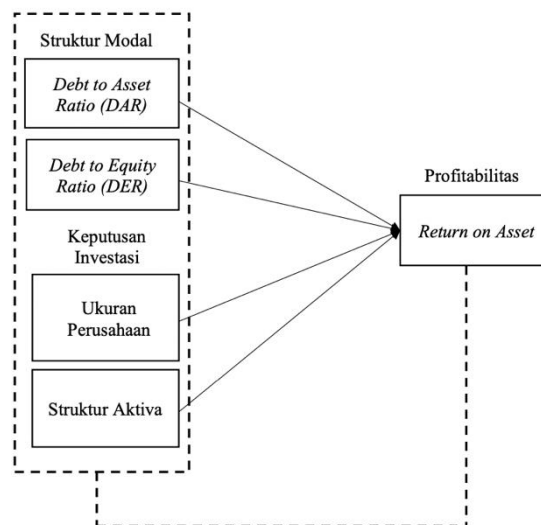 Struktur Modal
Debt to Asset
Ratio (DAR)
Debt to Equity
Ratio (DER)
Keputusan
Investasi
Ukuran
Perusahaan
Struktur Aktiva
Profitabilitas
Return on Asset